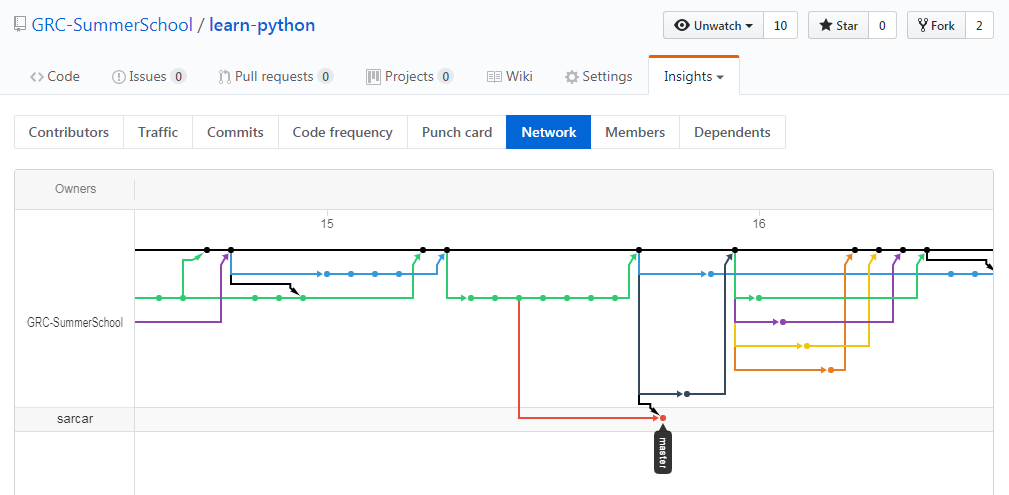 GRC-SummerSchool / learn-python Unwatch 10 Star 0 Fork 2
Code Issues 0 Pull requests 0 Projects 0 Wiki Settings Insights
Contributors Traffic Commits Code frequency Punch card Network Members Dependents
Owners
15 16
GRC-SummerSchool
sarcar
master